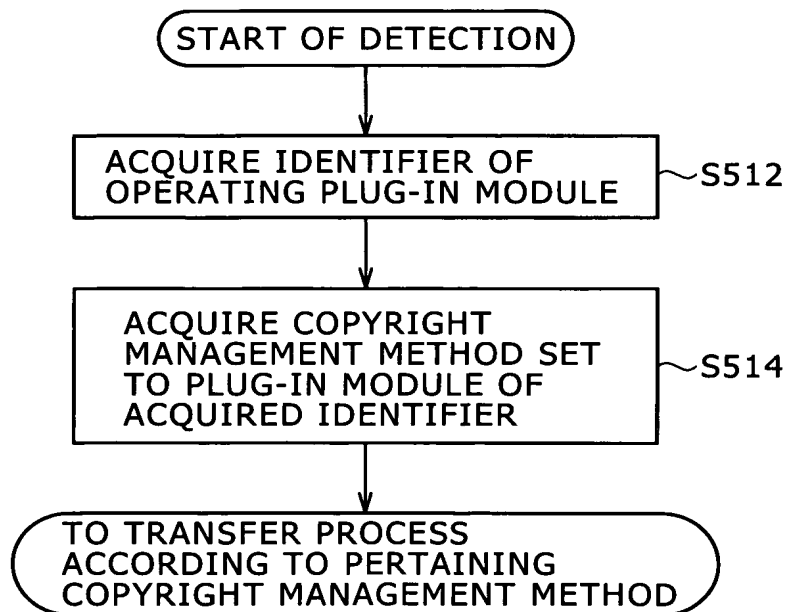 START OF DETECTION
ACQUIRE IDENTIFIER OF
OPERATING PLUG-IN MODULE
S512
ACQUIRE COPYRIGHT
MANAGEMENT METHOD SET
TO PLUG-IN MODULE OF
ACQUIRED IDENTIFIER
S514
TO TRANSFER PROCESS
ACCORDING TO PERTAINING
COPYRIGHT MANAGEMENT METHOD